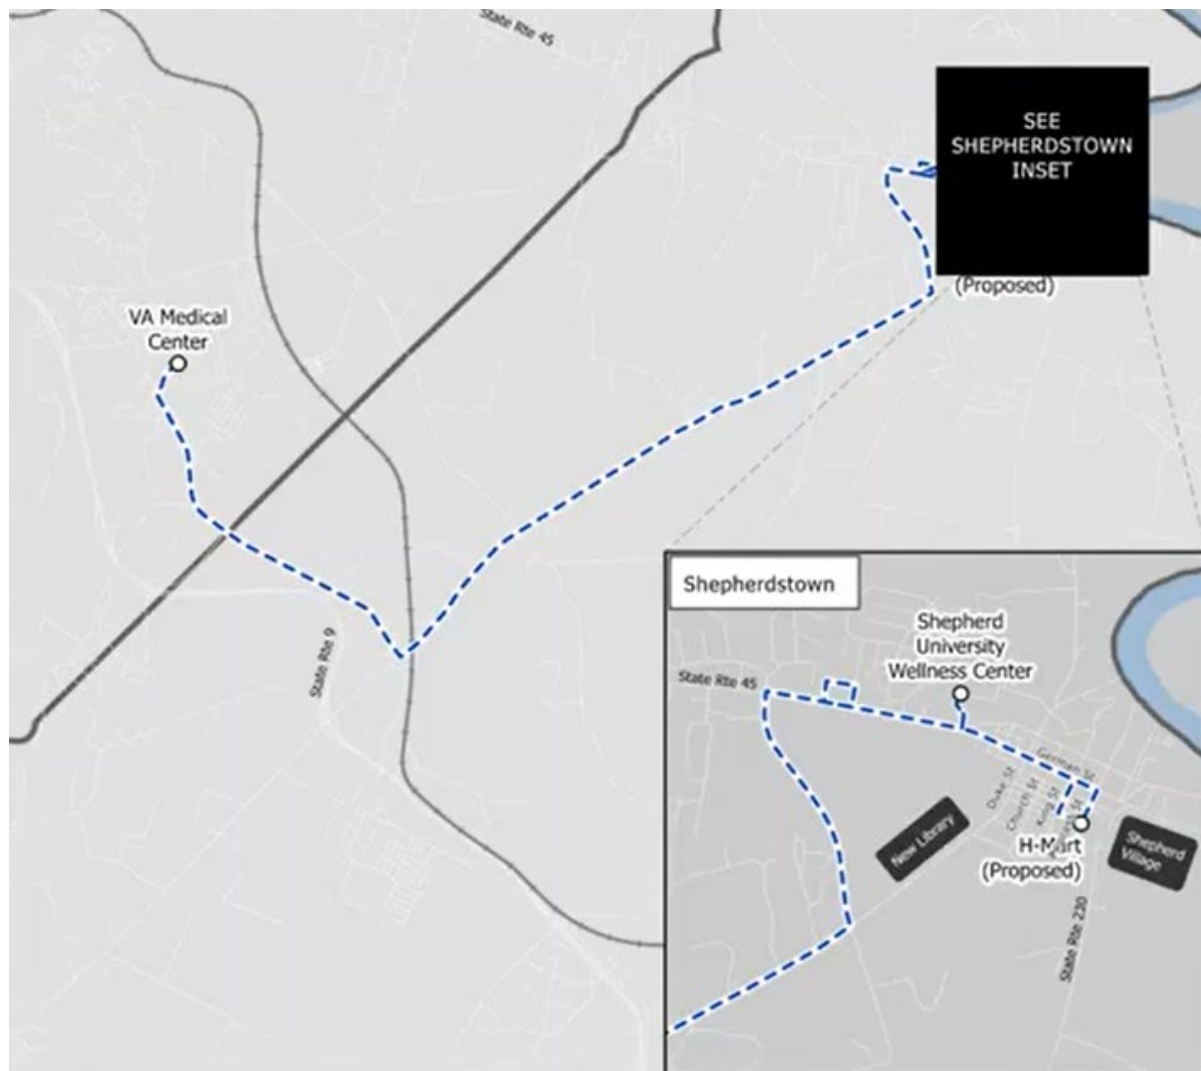 State Rte 45
SEE
SHEPHERDSTOWN
INSET
(Proposed)
VA Medical
Center
State Rte 9
Shepherdstown
Shepherd
University
Wellness Center
State Rte 45
German St
Duke St
Church St
King St
New Library
H-Mart
(Proposed)
Shepherd
Village
State Rte 230